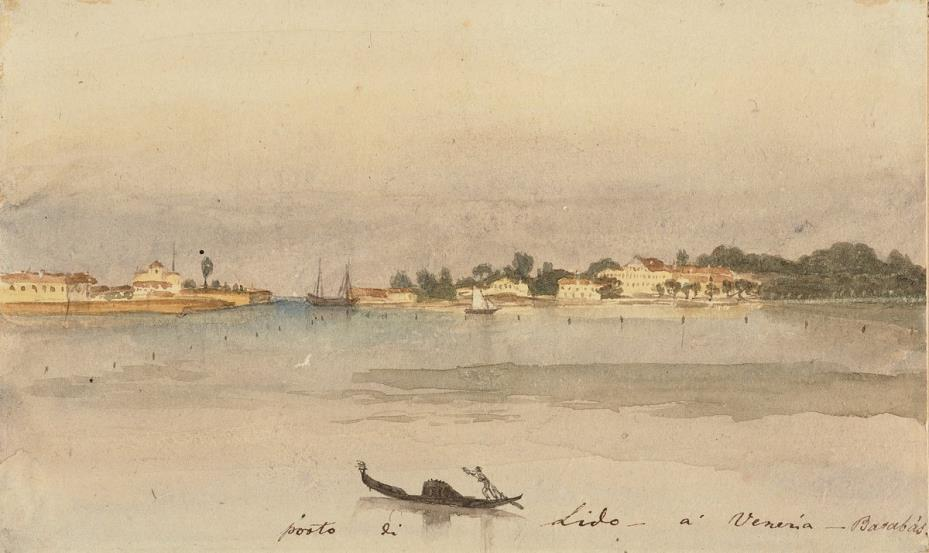 porto di Lido – á Venezia – Barabás.